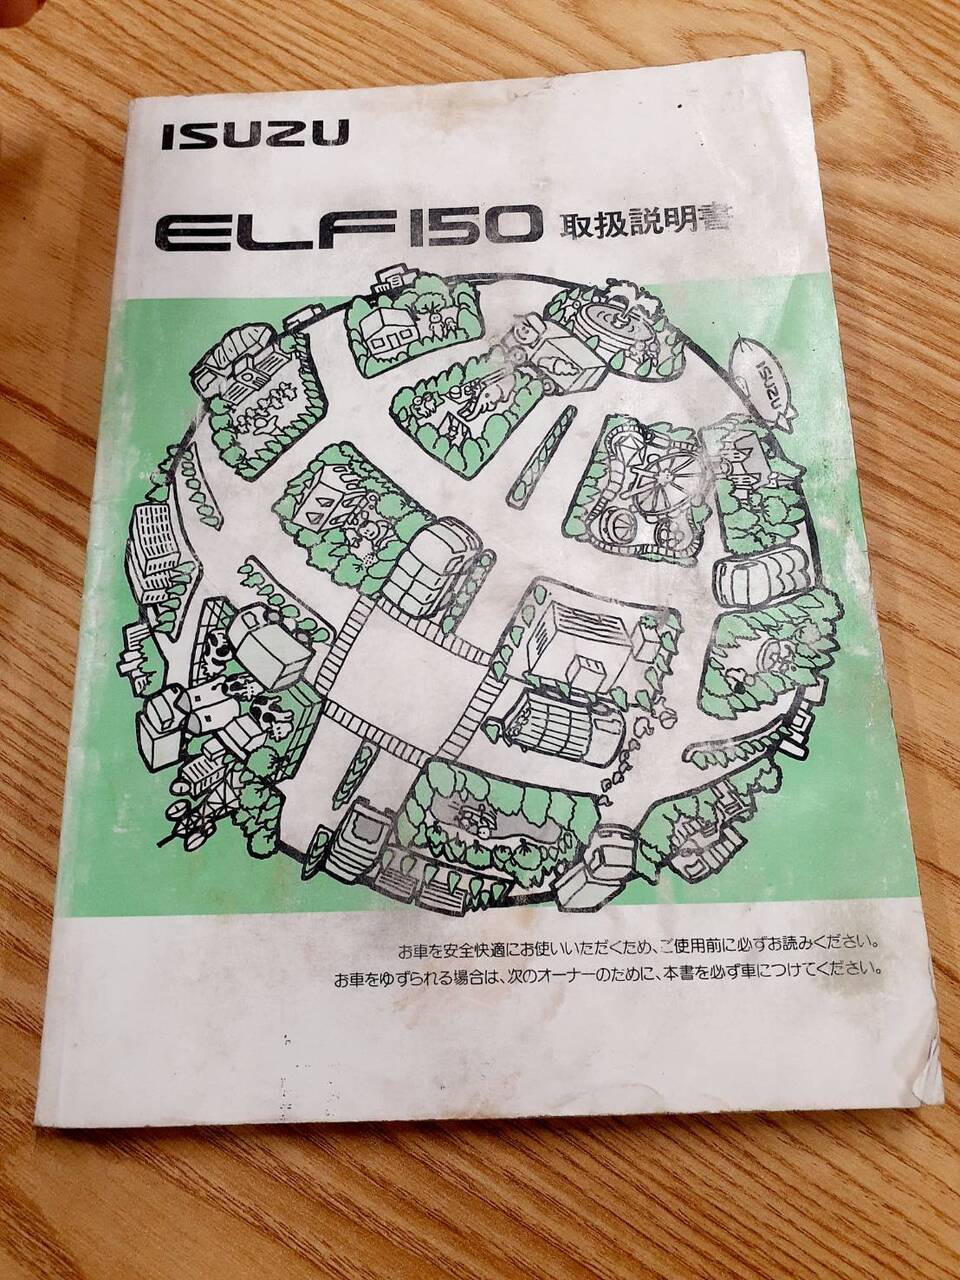 ISUZU
ELF150 取扱説明書
ISUZU
お車を安全快適にお使いいただくため、ご使用前に必ずお読みください。
お車をゆずられる場合は、次のオーナーのために、本書を必ず車につけてください。